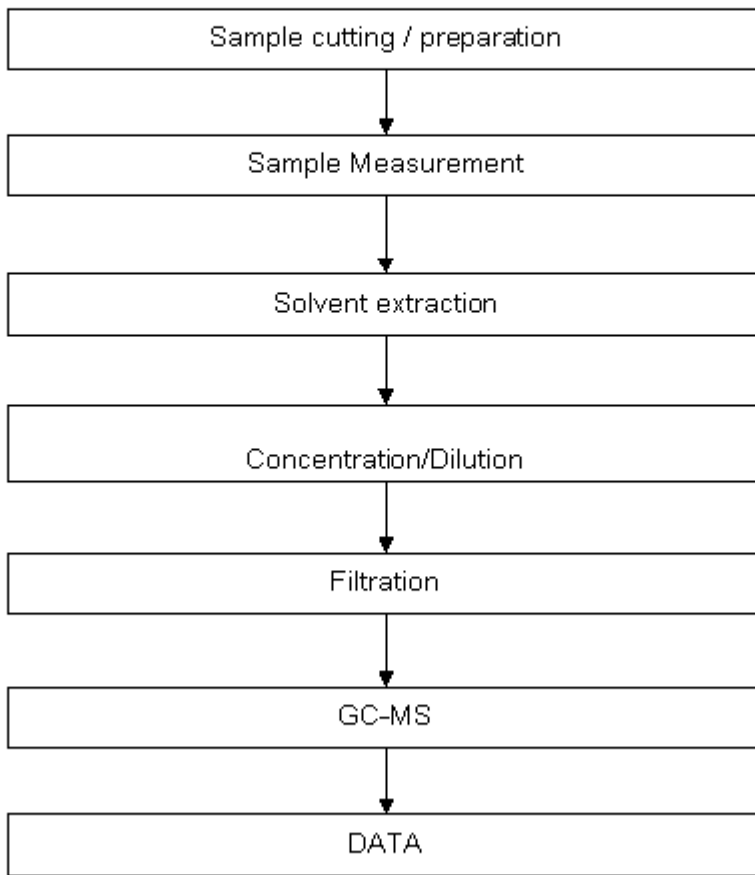 Sample cutting / preparation
Sample Measurement
Solvent extraction
Concentration/Dilution
Filtration
GC-MS
DATA